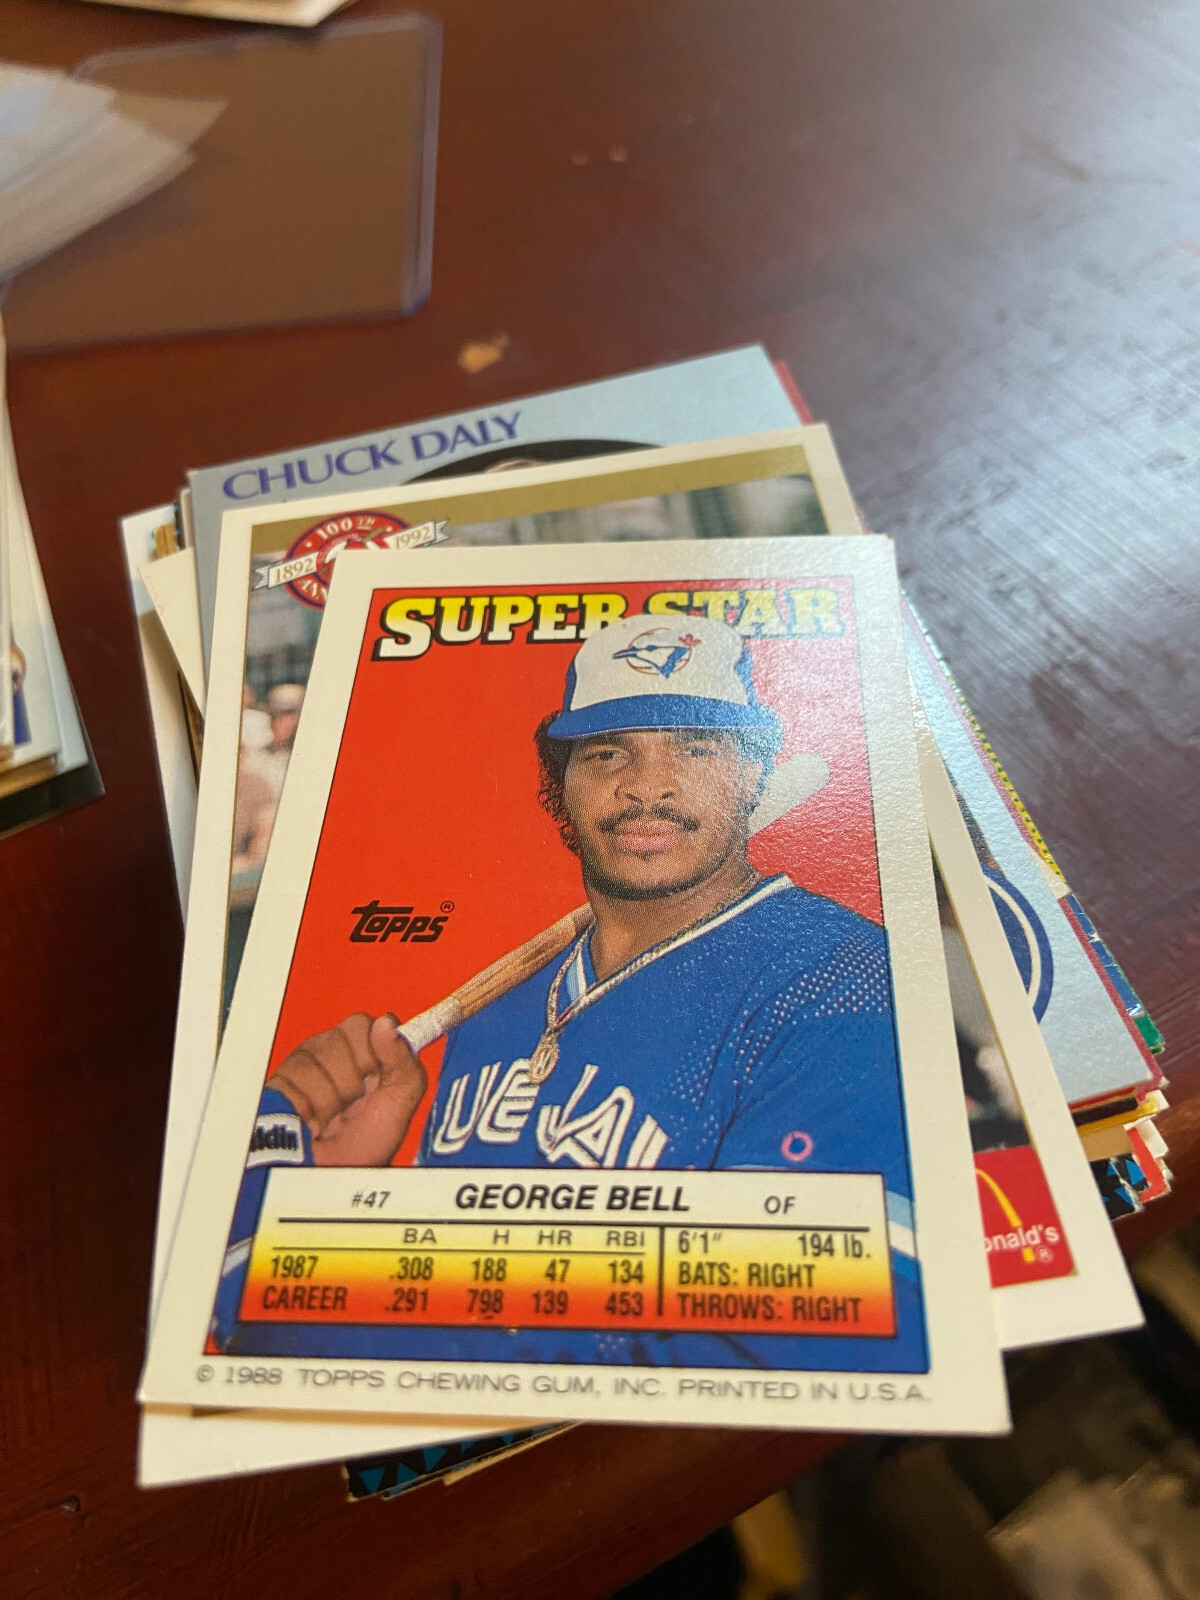 CHUCK DALY
100TH
1892 1992
SUPER STAR
topps®
#47 GEORGE BELL OF
BA H HR RBI 6'1" 194 lb.
1987 .308 188 47 134 BATS: RIGHT
CAREER .291 798 139 453 THROWS: RIGHT
© 1988 TOPPS CHEWING GUM, INC. PRINTED IN U.S.A.